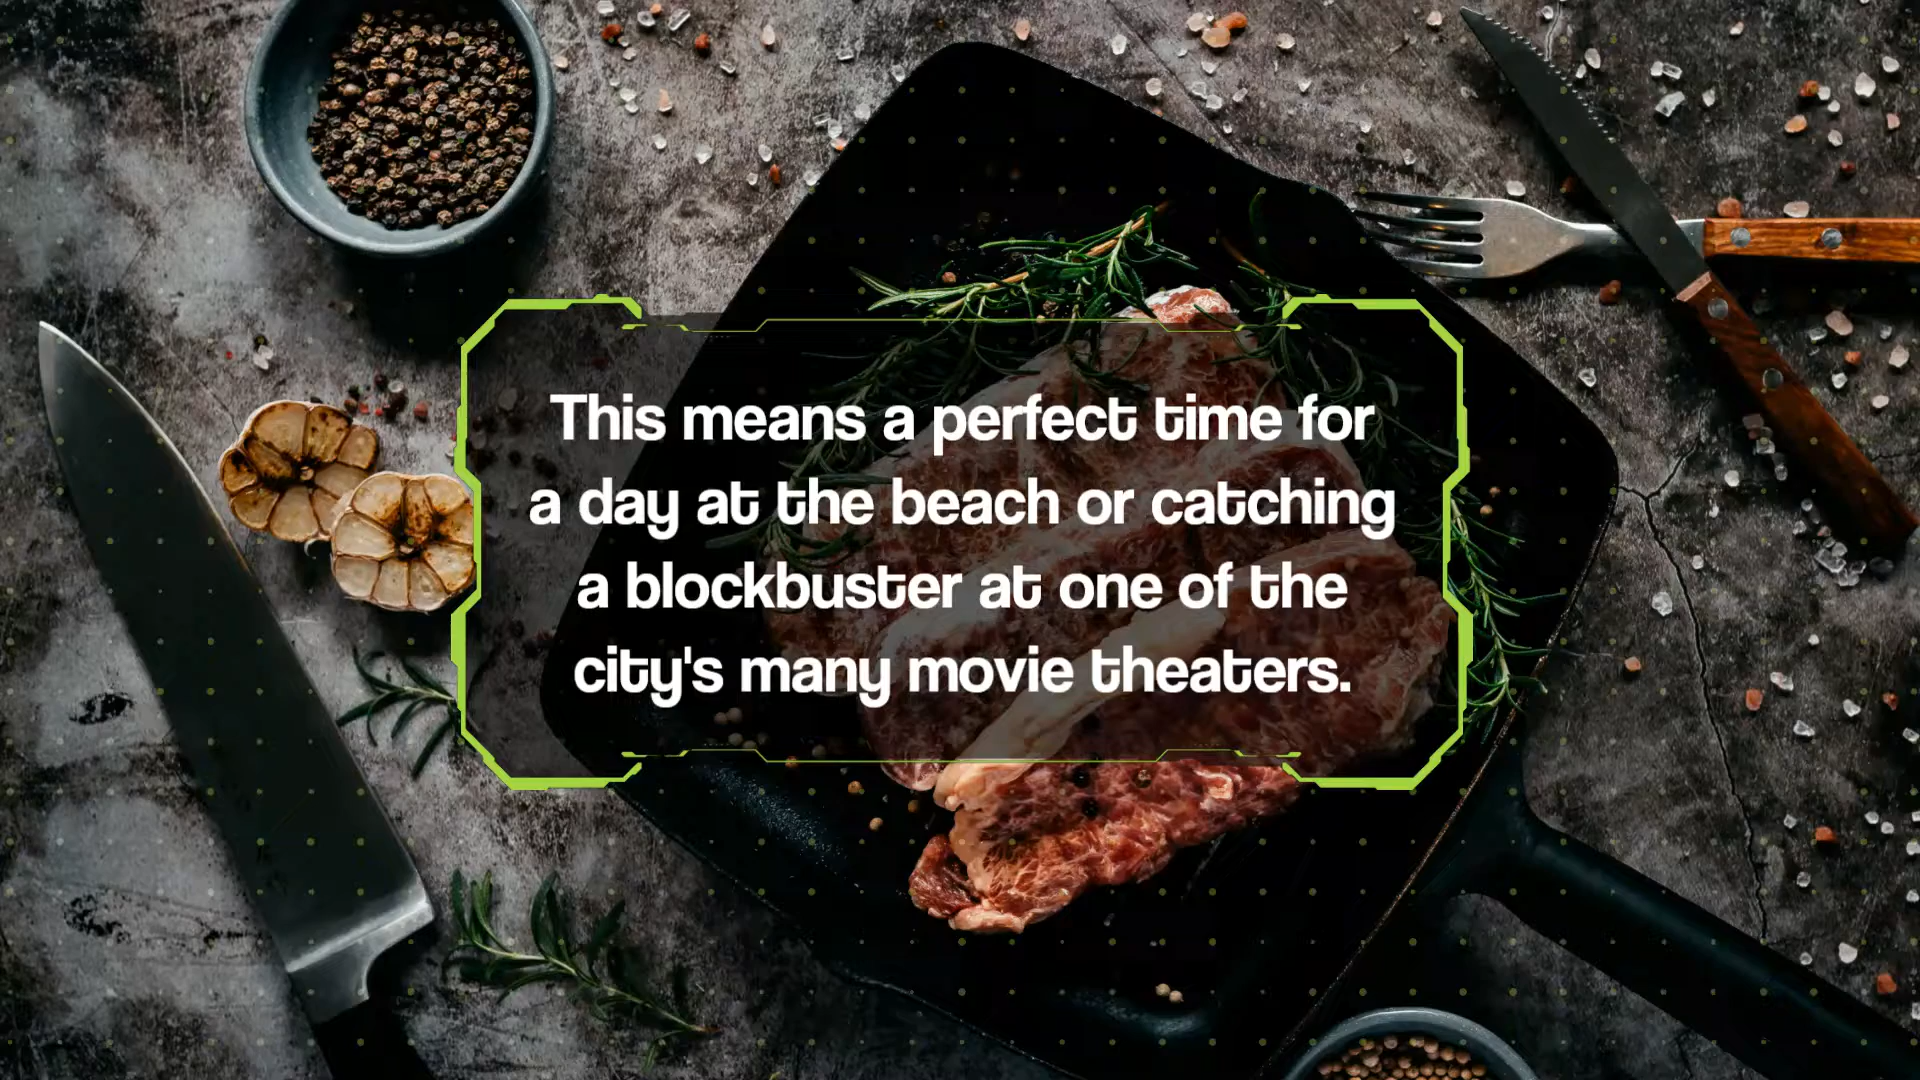 This means a perfect time for
a day at the beach or catching
a blockbuster at one of the
city's many movie theaters.